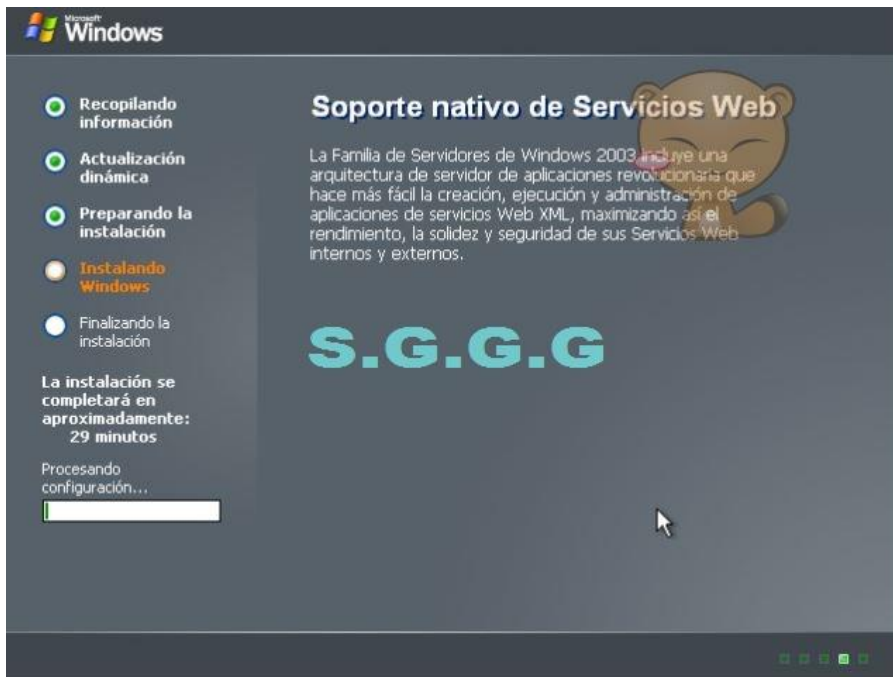 Microsoft
Windows
Recopilando
información
Actualización
dinámica
Preparando la
instalación
Instalando
Windows
Finalizando la
instalación
La instalación se
completará en
aproximadamente:
29 minutos
Procesando
configuración...
Soporte nativo de Servicios Web
La Familia de Servidores de Windows 2003 incluye una
arquitectura de servidor de aplicaciones revolucionaria que
hace más fácil la creación, ejecución y administración de
aplicaciones de servicios Web XML, maximizando así el
rendimiento, la solidez y seguridad de sus Servicios Web
internos y externos.
S.G.G.G